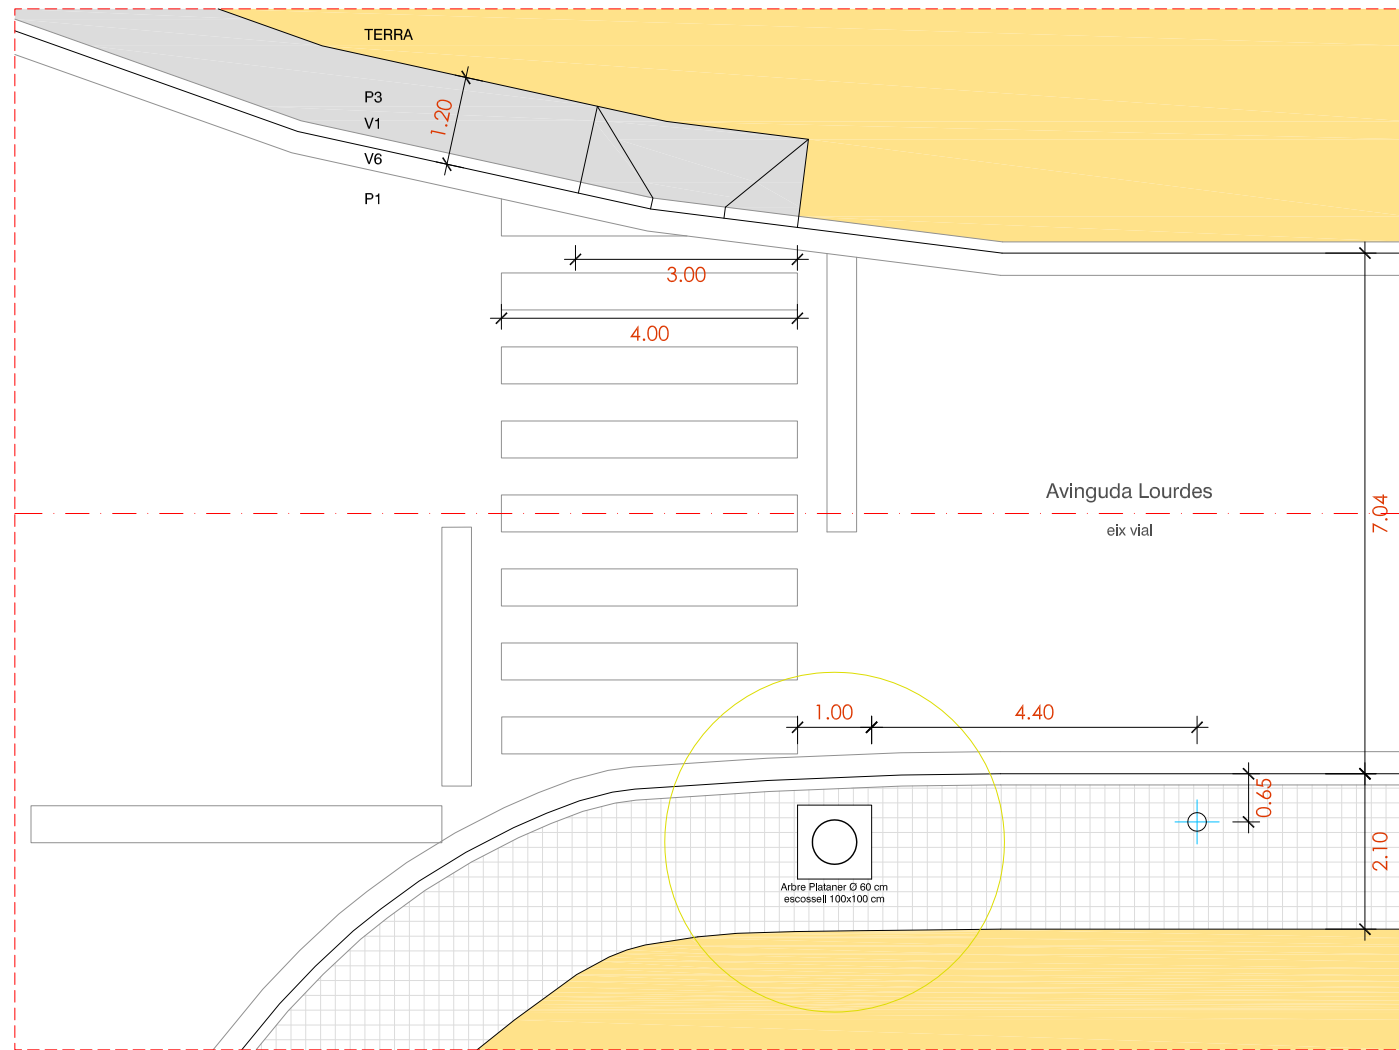 TERRA
P3
V1
1.20
V6
P1
3.00
4.00
Avinguda Lourdes
7.04
eix vial
1.00
4.40
0.65
2.10
Arbre Plataner Ø 60 cm
escossell 100x100 cm